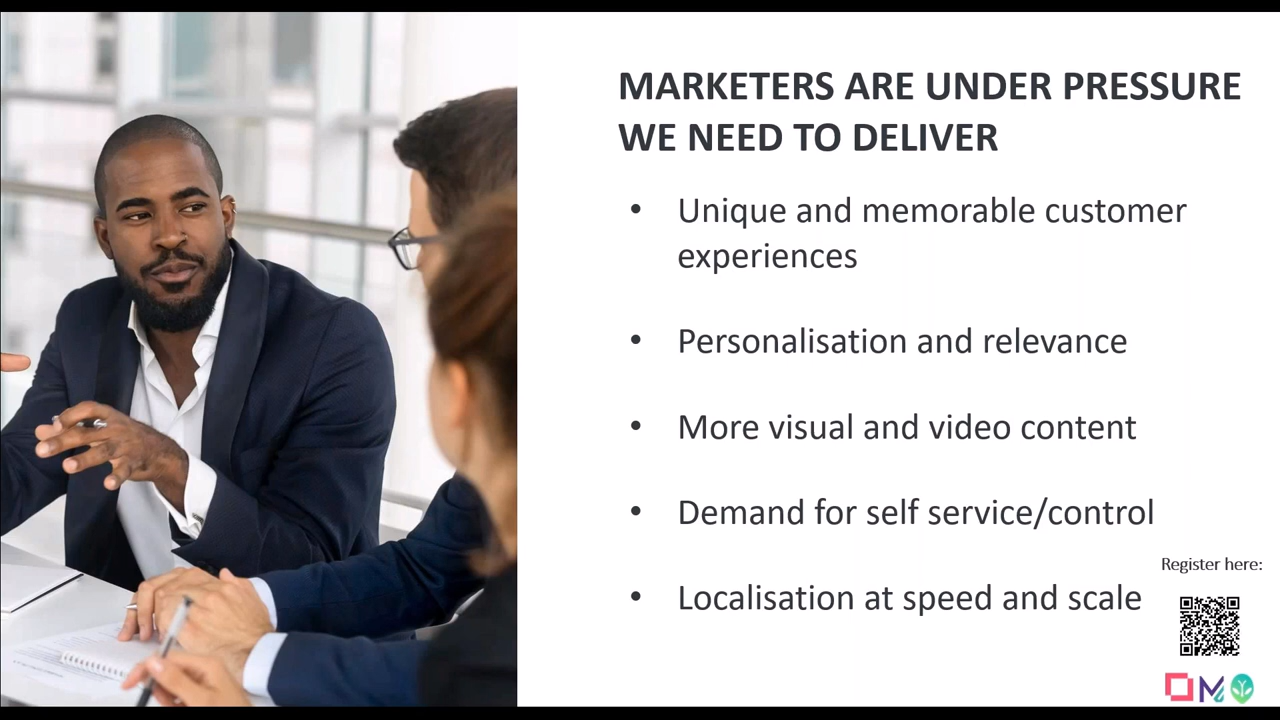 MARKETERS ARE UNDER PRESSURE
WE NEED TO DELIVER
• Unique and memorable customer
experiences
• Personalisation and relevance
• More visual and video content
• Demand for self service/control
Register here:
• Localisation at speed and scale